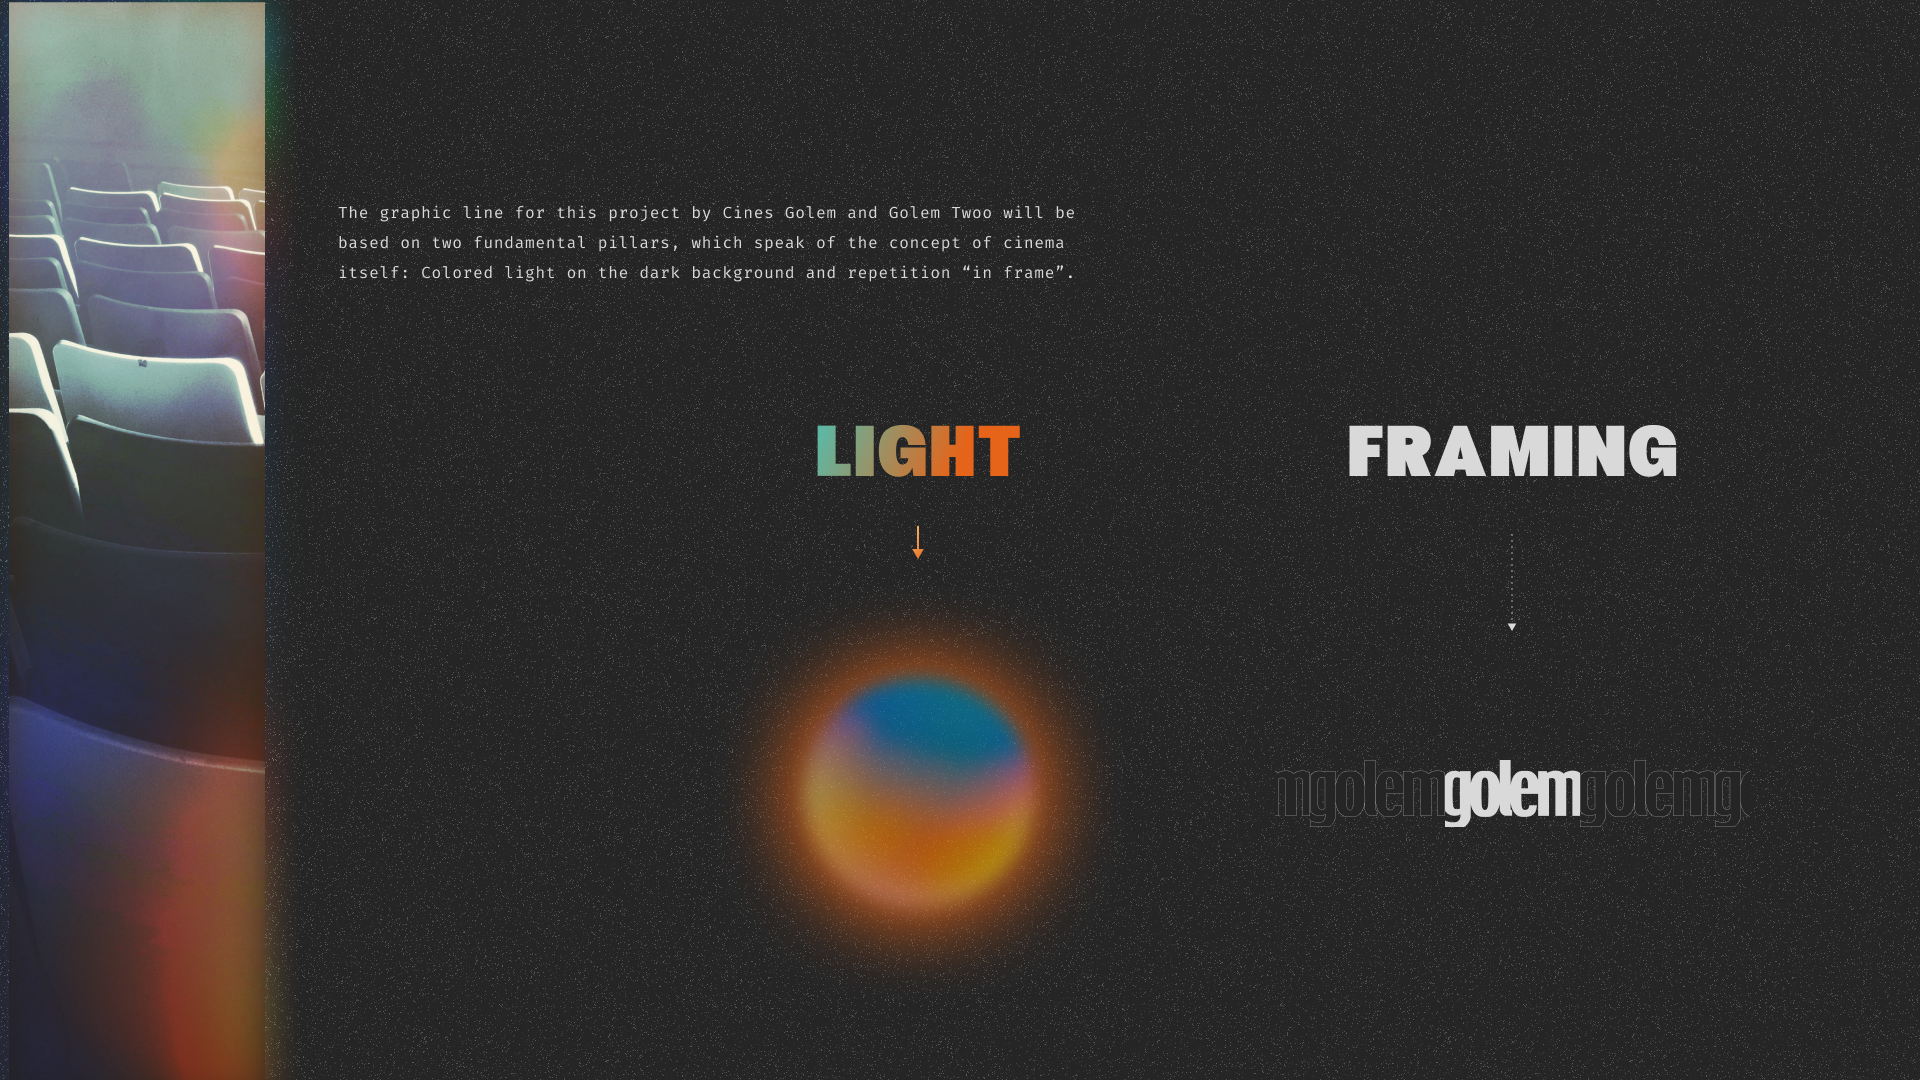 The graphic line for this project by Cines Golem and Golem Twoo will be
based on two fundamental pillars, which speak of the concept of cinema
itself: Colored light on the dark background and repetition “in frame”.
LIGHT
FRAMING
mgolemgolemgolemg